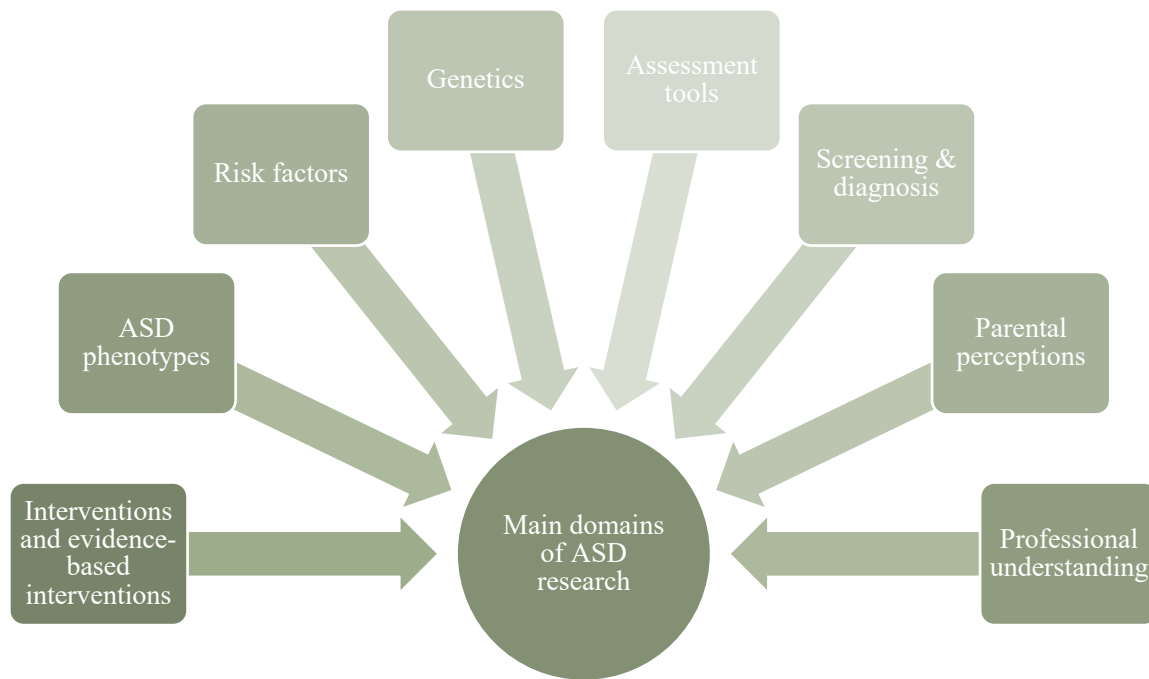 Genetics
Assessment
tools
Risk factors
Screening &
diagnosis
ASD
phenotypes
Parental
perceptions
Interventions
and evidence-
based
interventions
Main domains
of ASD
research
Professional
understanding